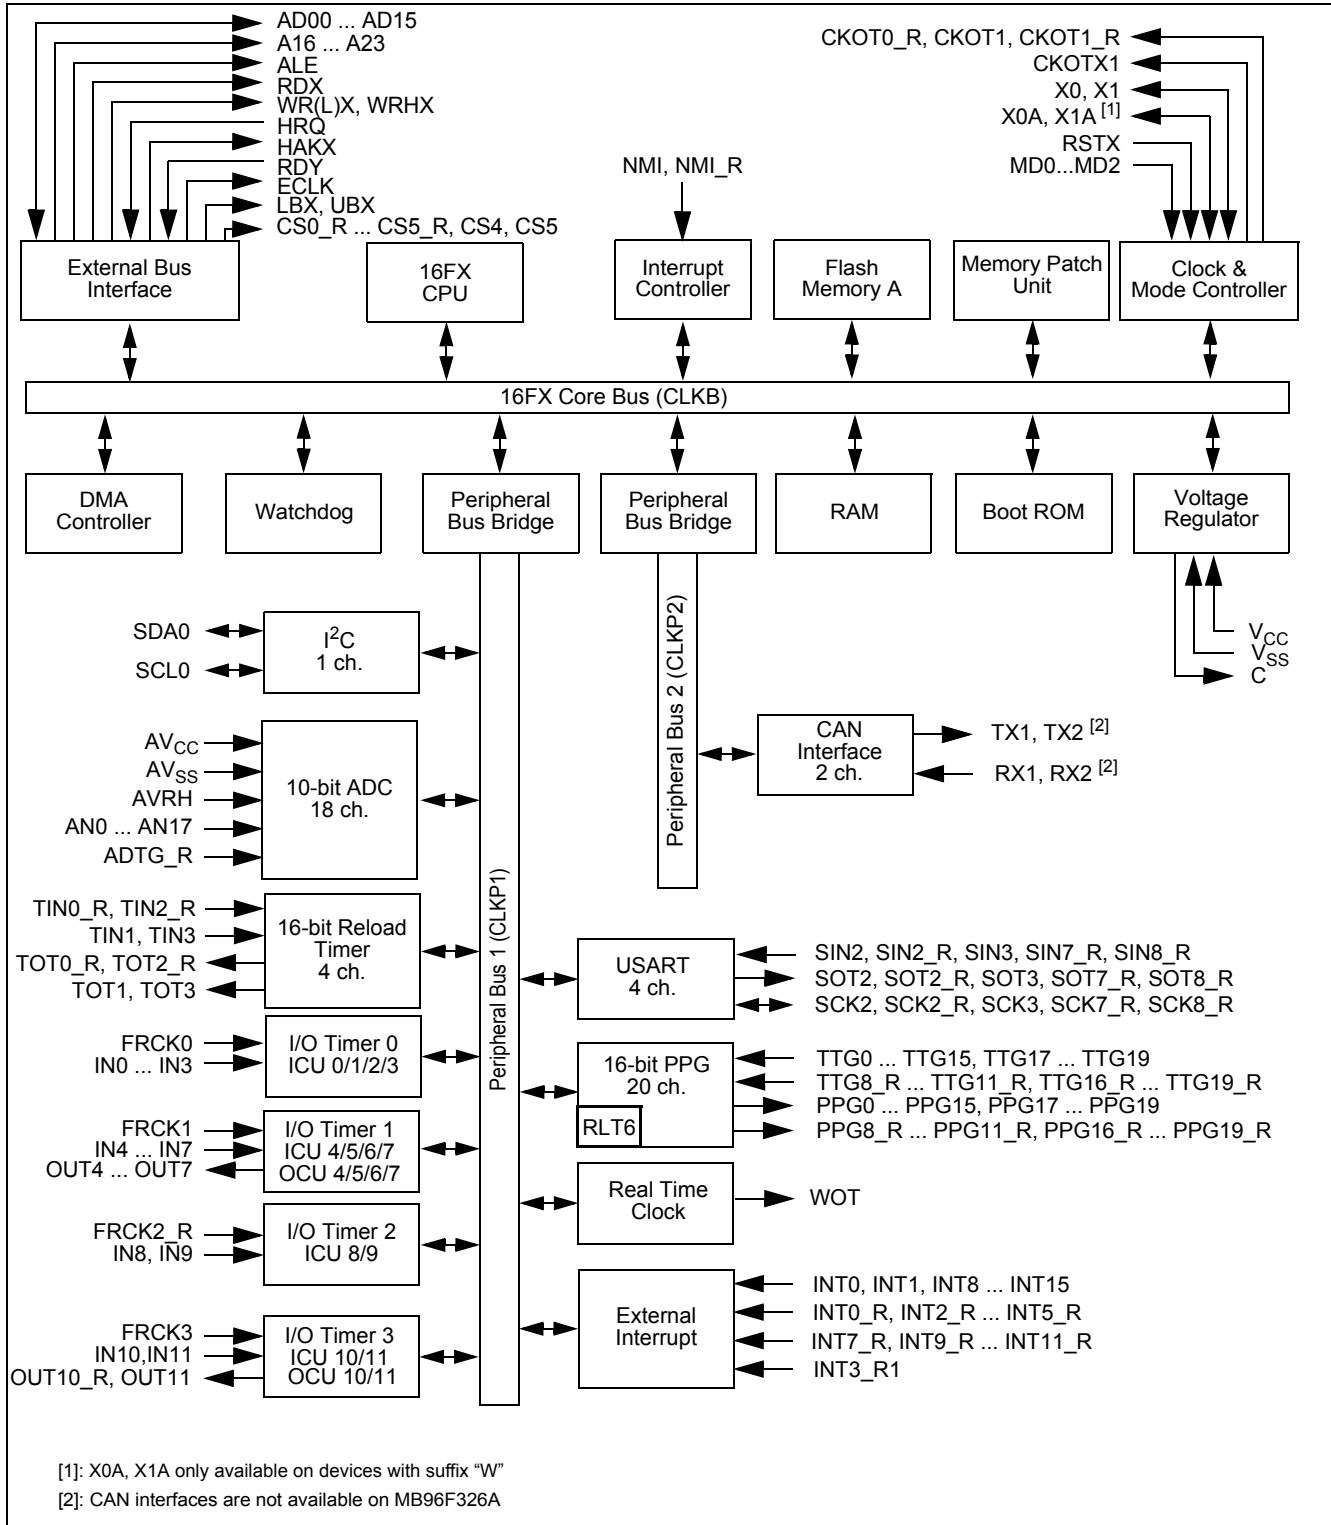 AD00 ... AD15
A16 ... A23
ALE
RDX
WR(L)X, WRHX
HRQ
HAKX
RDY
ECLK
LBX, UBX
CS0_R ... CS5_R, CS4, CS5
CKOT0_R, CKOT1, CKOT1_R
CKOTX1
X0, X1
X0A, X1A [1]
RSTX
MD0...MD2
NMI, NMI_R
External Bus
Interface
16FX
CPU
Interrupt
Controller
Flash
Memory A
Memory Patch
Unit
Clock &
Mode Controller
16FX Core Bus (CLKB)
DMA
Controller
Watchdog
Peripheral
Bus Bridge
Peripheral
Bus Bridge
RAM
Boot ROM
Voltage
Regulator
VCC
VSS
C
Peripheral Bus 1 (CLKP1)
Peripheral Bus 2 (CLKP2)
SDA0
SCL0
I2C
1 ch.
AVCC
AVSS
AVRH
AN0 ... AN17
ADTG_R
10-bit ADC
18 ch.
TIN0_R, TIN2_R
TIN1, TIN3
TOT0_R, TOT2_R
TOT1, TOT3
16-bit Reload
Timer
4 ch.
FRCK0
IN0 ... IN3
I/O Timer 0
ICU 0/1/2/3
FRCK1
IN4 ... IN7
OUT4 ... OUT7
I/O Timer 1
ICU 4/5/6/7
OCU 4/5/6/7
FRCK2_R
IN8, IN9
I/O Timer 2
ICU 8/9
FRCK3
IN10,IN11
OUT10_R, OUT11
I/O Timer 3
ICU 10/11
OCU 10/11
CAN
Interface
2 ch.
TX1, TX2 [2]
RX1, RX2 [2]
USART
4 ch.
SIN2, SIN2_R, SIN3, SIN7_R, SIN8_R
SOT2, SOT2_R, SOT3, SOT7_R, SOT8_R
SCK2, SCK2_R, SCK3, SCK7_R, SCK8_R
16-bit PPG
20 ch.
RLT6
TTG0 ... TTG15, TTG17 ... TTG19
TTG8_R ... TTG11_R, TTG16_R ... TTG19_R
PPG0 ... PPG15, PPG17 ... PPG19
PPG8_R ... PPG11_R, PPG16_R ... PPG19_R
Real Time
Clock
WOT
External
Interrupt
INT0, INT1, INT8 ... INT15
INT0_R, INT2_R ... INT5_R
INT7_R, INT9_R ... INT11_R
INT3_R1
[1]: X0A, X1A only available on devices with suffix “W”
[2]: CAN interfaces are not available on MB96F326A